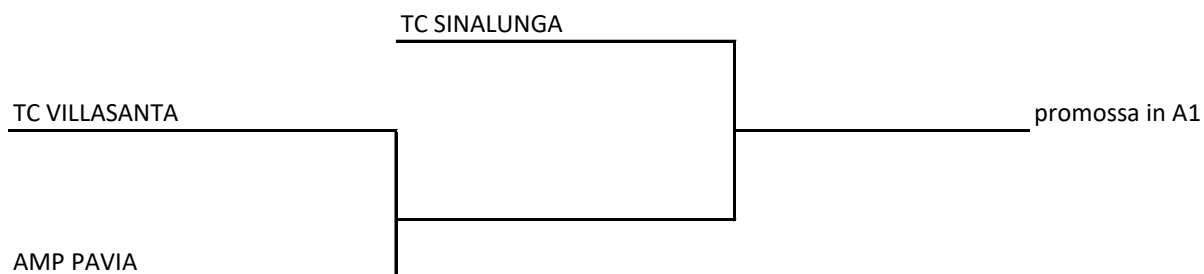 TC SINALUNGA
TC VILLASANTA
promossa in A1
AMP PAVIA